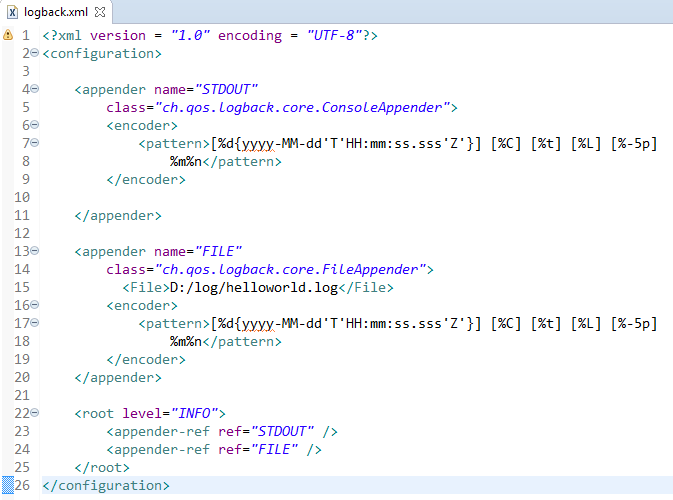 logback.xml
1 <?xml version = "1.0" encoding = "UTF-8"?>
2 <configuration>
3
4     <appender name="STDOUT"
5         class="ch.qos.logback.core.ConsoleAppender">
6         <encoder>
7             <pattern>[%d{yyyy-MM-dd'T'HH:mm:ss.sss'Z'}] [%C] [%t] [%L] [%-5p]
8                 %m%n</pattern>
9         </encoder>
10
11     </appender>
12
13     <appender name="FILE"
14         class="ch.qos.logback.core.FileAppender">
15           <File>D:/log/helloworld.log</File>
16         <encoder>
17             <pattern>[%d{yyyy-MM-dd'T'HH:mm:ss.sss'Z'}] [%C] [%t] [%L] [%-5p]
18                 %m%n</pattern>
19         </encoder>
20     </appender>
21
22     <root level="INFO">
23         <appender-ref ref="STDOUT" />
24         <appender-ref ref="FILE" />
25     </root>
26 </configuration>